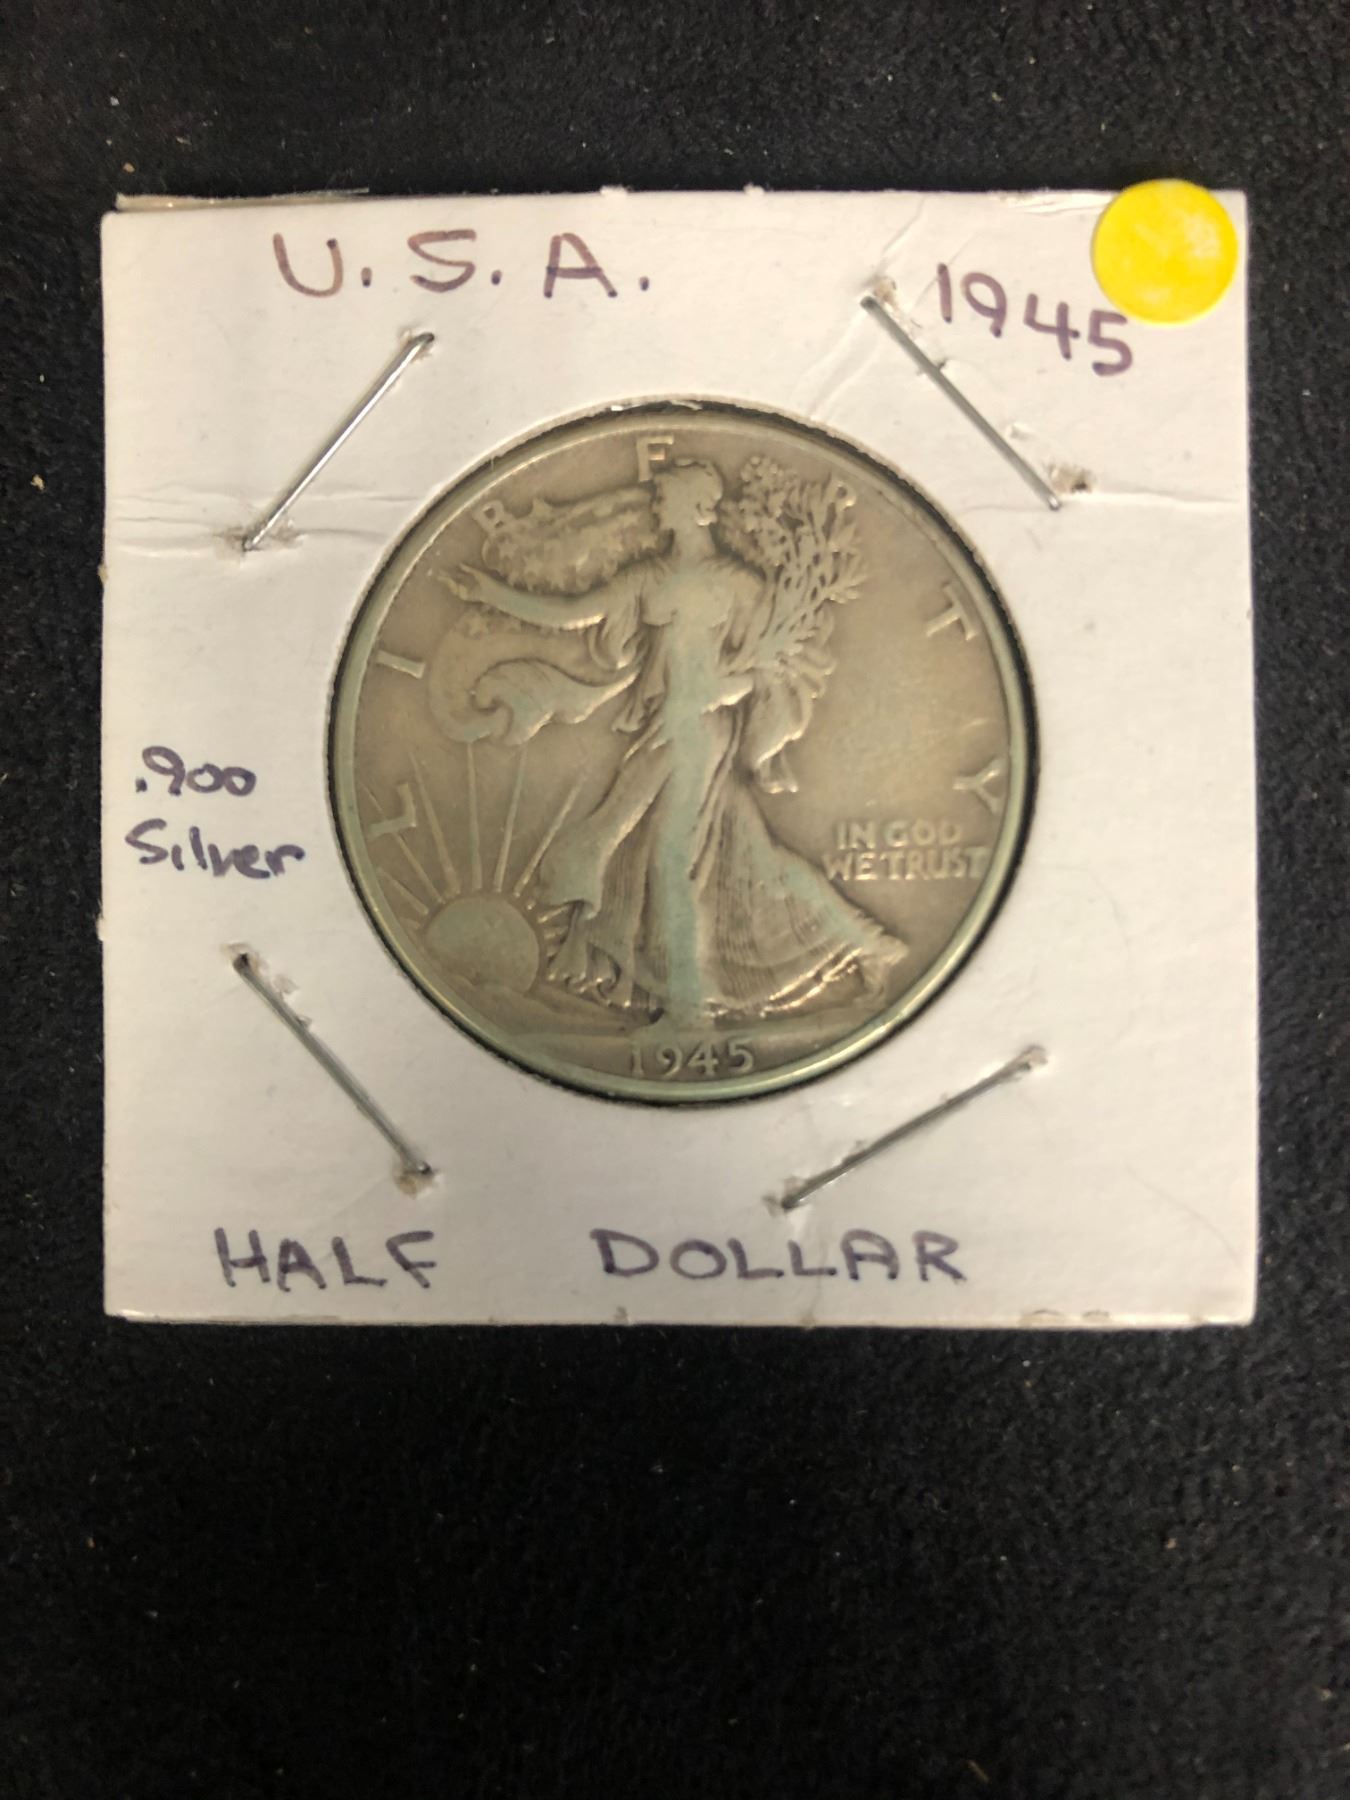 U.S.A.
1945
LIBERTY
.900
Silver
IN GOD
WE TRUST
1945
HALF DOLLAR